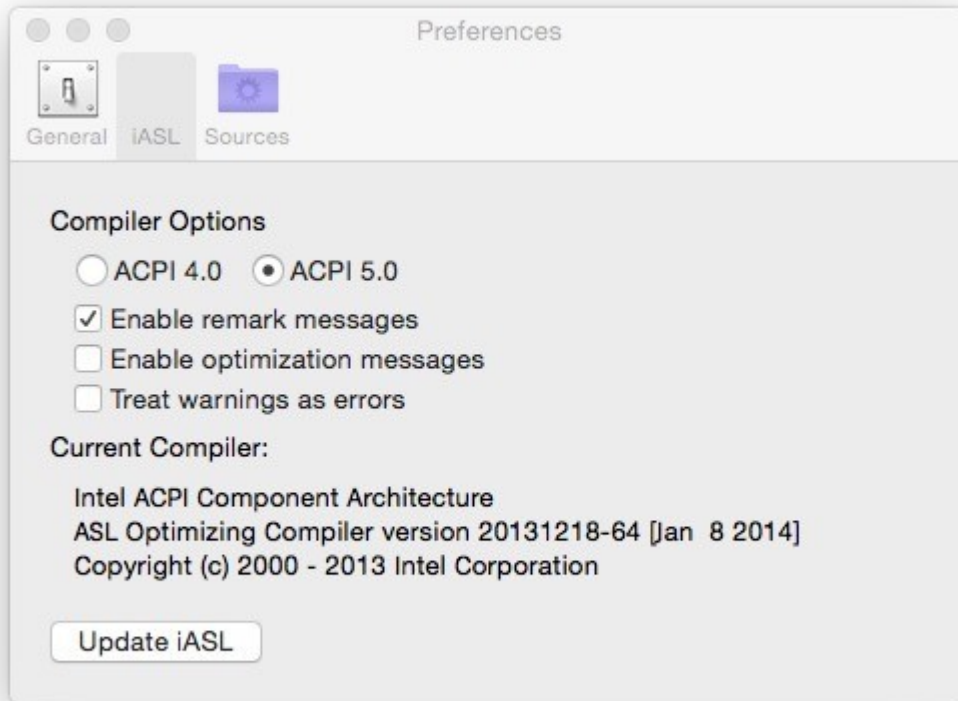 Preferences
General iASL Sources
Compiler Options
ACPI 4.0 ACPI 5.0
Enable remark messages
Enable optimization messages
Treat warnings as errors
Current Compiler:
Intel ACPI Component Architecture
ASL Optimizing Compiler version 20131218-64 [Jan  8 2014]
Copyright (c) 2000 - 2013 Intel Corporation
Update iASL